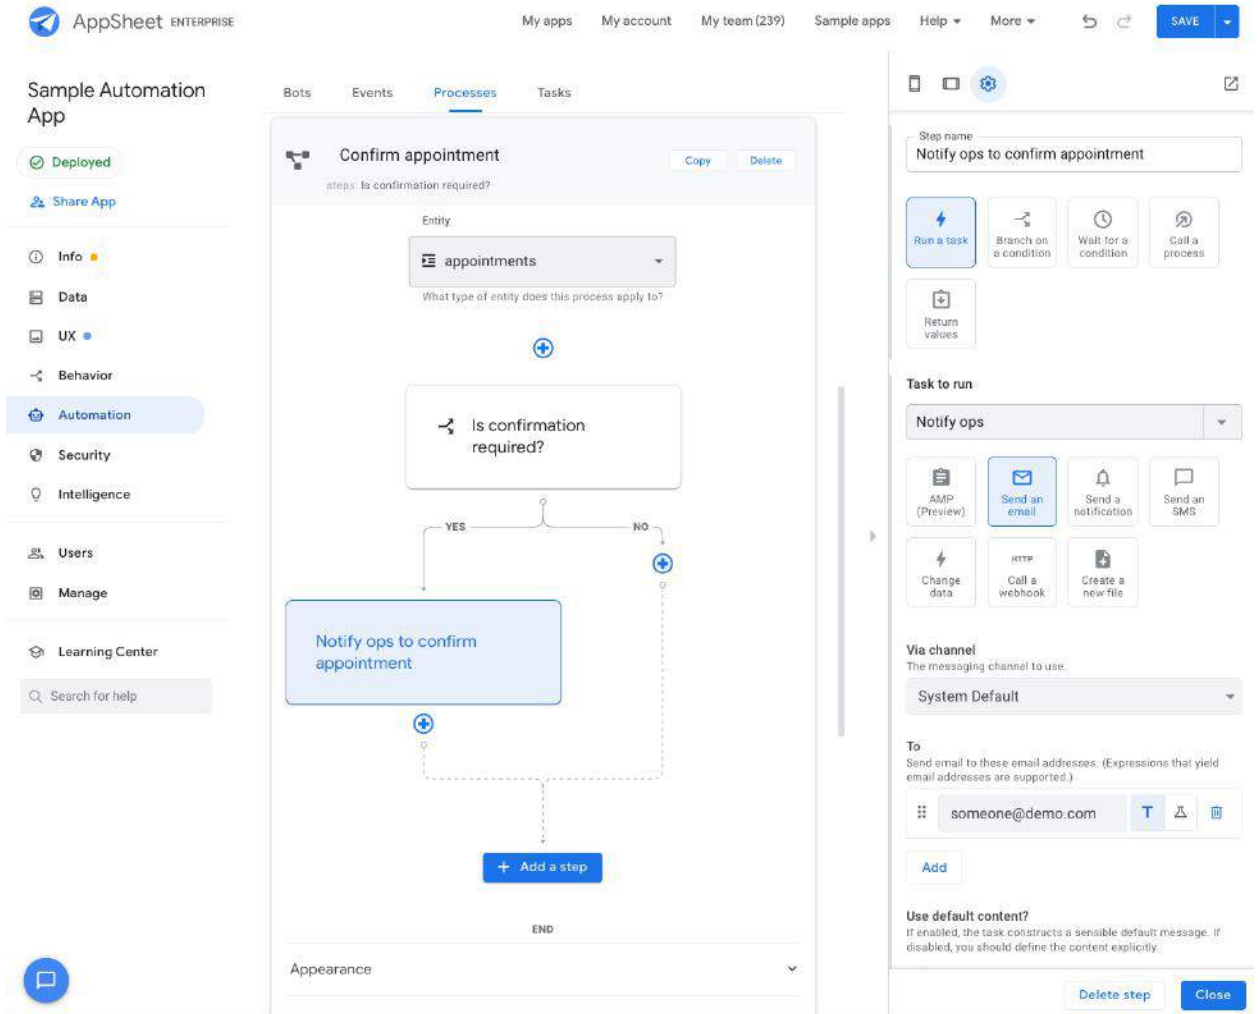 AppSheet ENTERPRISE
My apps My account My team (239) Sample apps Help More SAVE
Sample Automation
App
Deployed
Share App
Info
Data
UX
Behavior
Automation
Security
Intelligence
Users
Manage
Learning Center
Search for help
Bots Events Processes Tasks
Confirm appointment
Copy Delete
steps: Is confirmation required?
Entity
appointments
What type of entity does this process apply to?
Is confirmation
required?
YES NO
Notify ops to confirm
appointment
+ Add a step
END
Appearance
Step name
Notify ops to confirm appointment
Run a task
Branch on
a condition
Wait for a
condition
Call a
process
Return
values
Task to run
Notify ops
AMP
(Preview)
Send an
email
Send a
notification
Send an
SMS
Change
data
HTTP
Call a
webhook
Create a
new file
Via channel
The messaging channel to use.
System Default
To
Send email to these email addresses. (Expressions that yield
email addresses are supported.)
someone@demo.com T
Add
Use default content?
If enabled, the task constructs a sensible default message. If
disabled, you should define the content explicitly.
Delete step Close